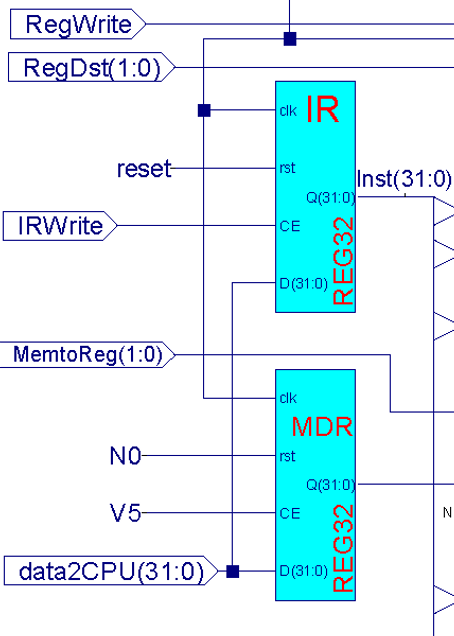 RegWrite
RegDst(1:0)
clk
IR
reset
rst
Inst(31:0)
Q(31:0)
IRWrite
CE
REG32
D(31:0)
MemtoReg(1:0)
clk
MDR
N0
rst
Q(31:0)
V5
CE
N
REG32
data2CPU(31:0)
D(31:0)